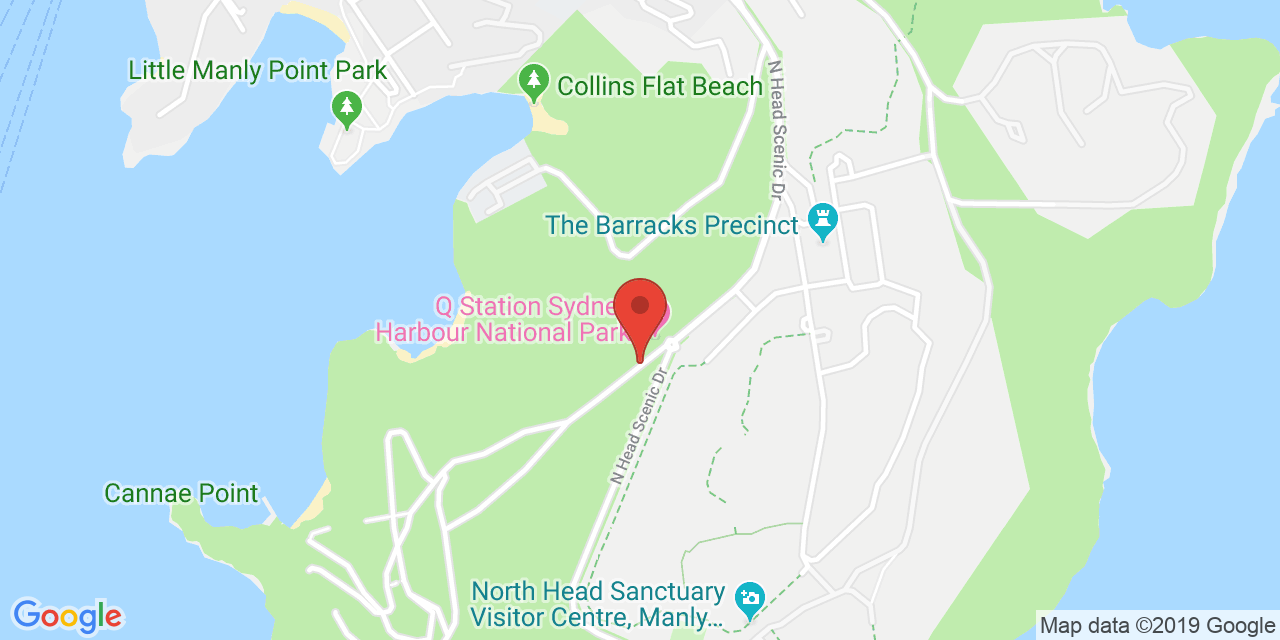 Little Manly Point Park
Collins Flat Beach
N Head Scenic Dr
The Barracks Precinct
Q Station Sydne
Harbour National Park
N Head Scenic Dr
Cannae Point
North Head Sanctuary
Visitor Centre, Manly...
Google
Map data ©2019 Google